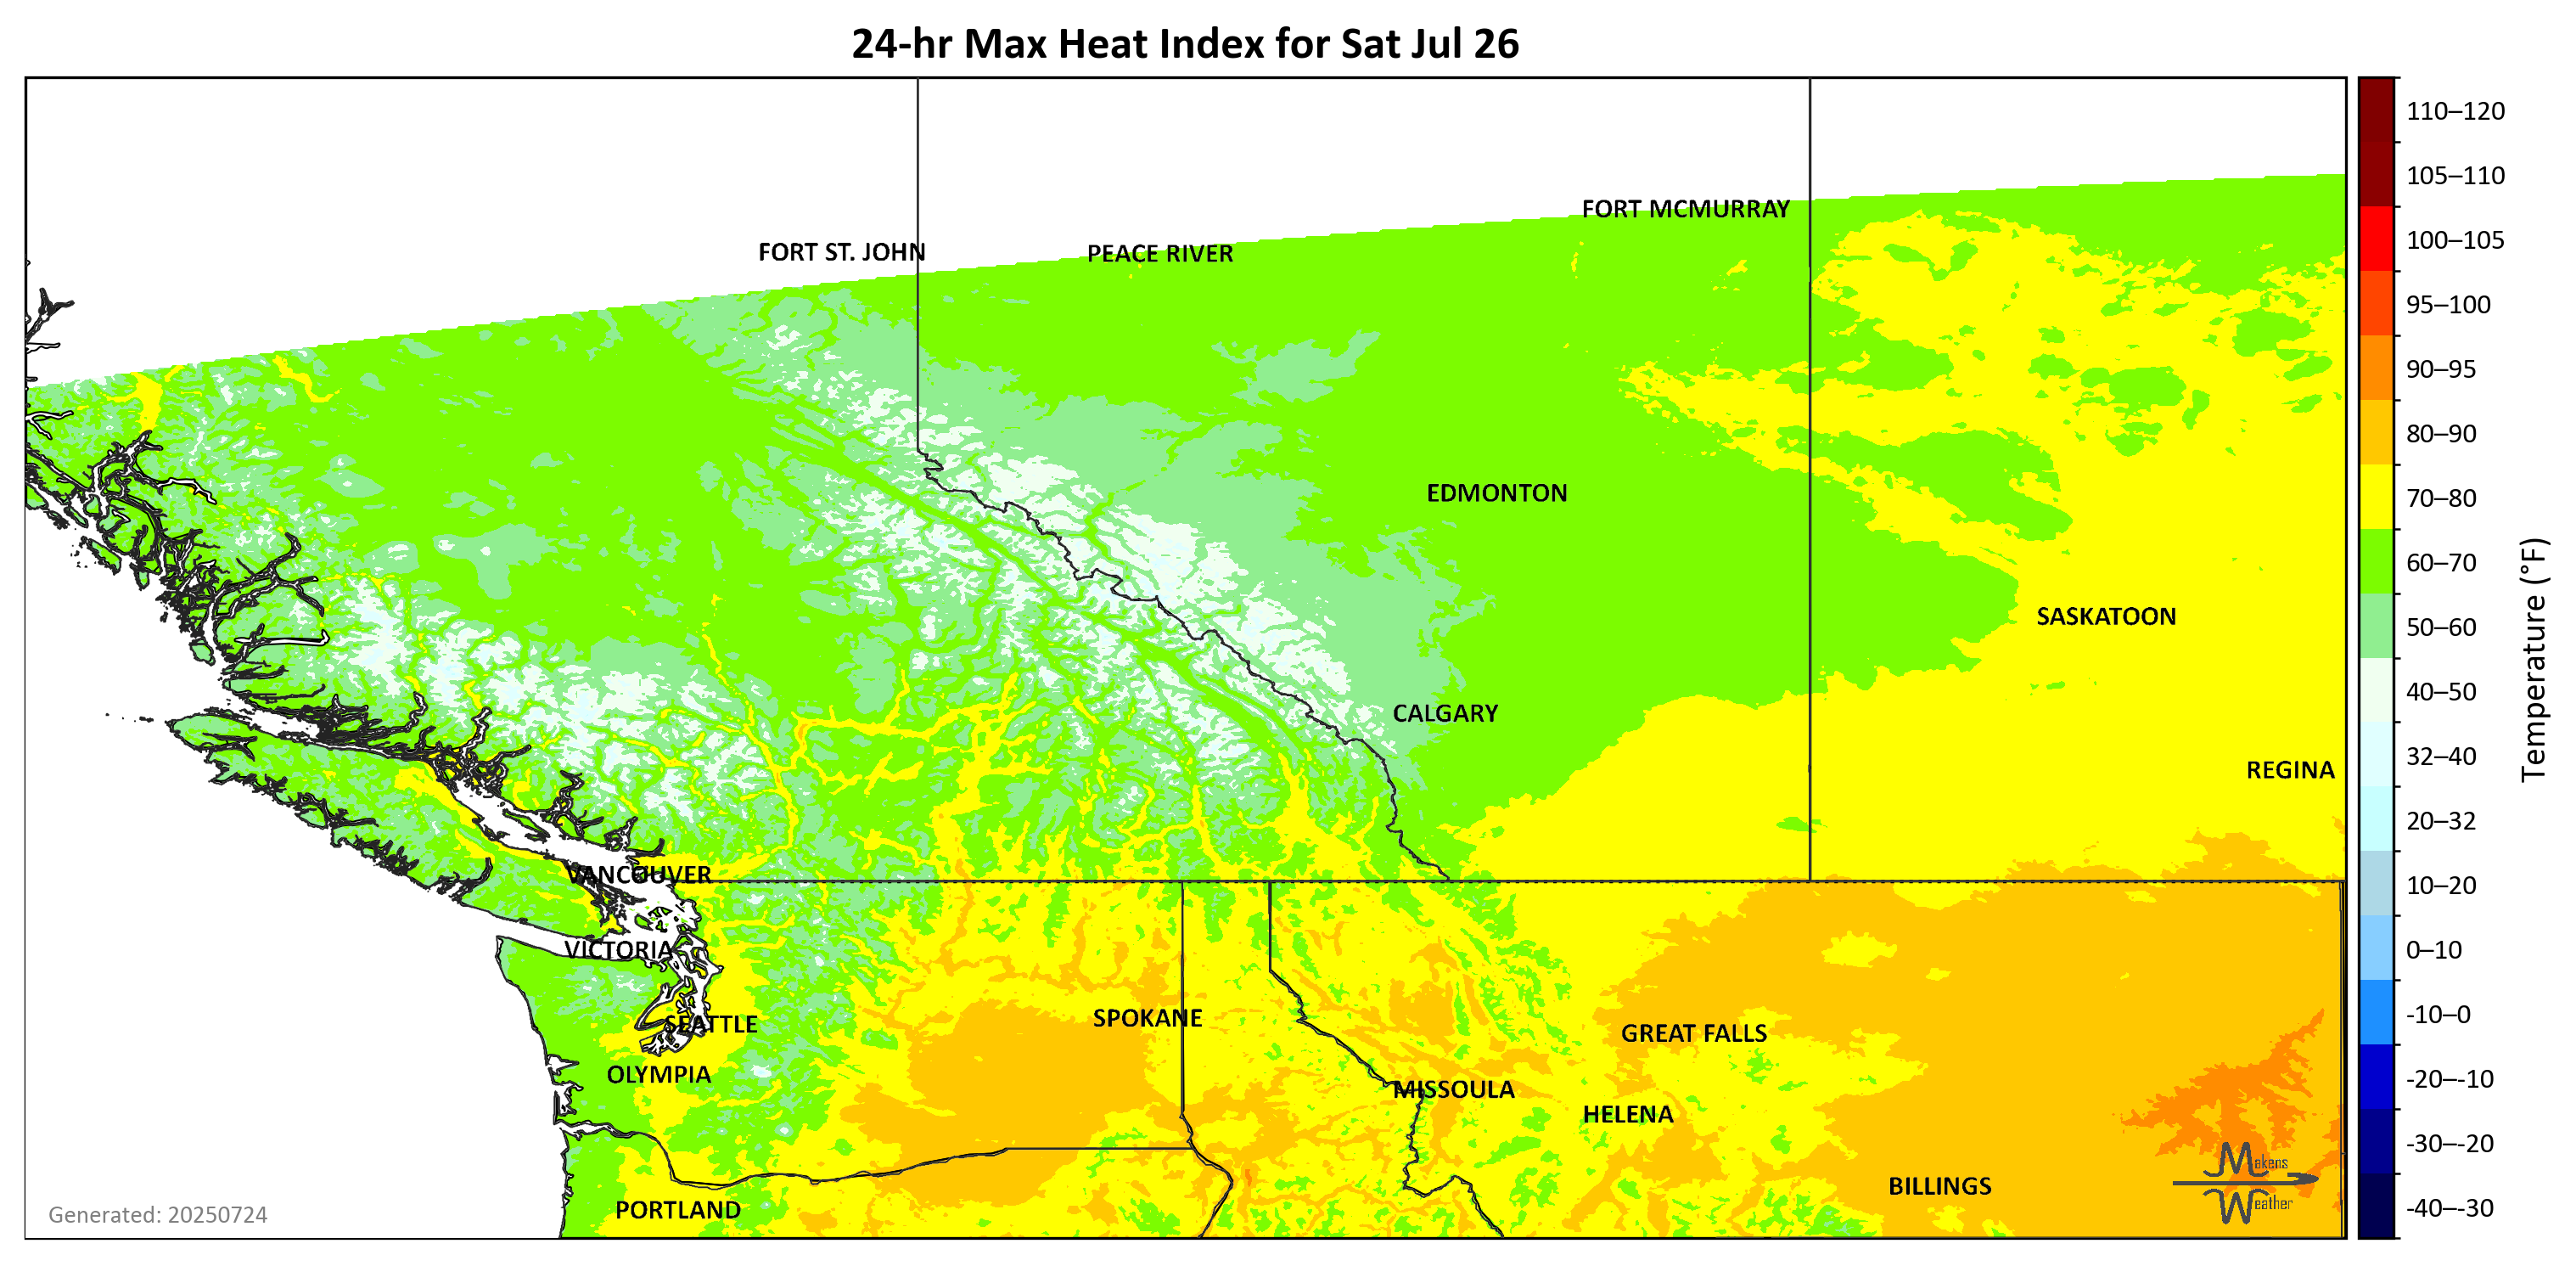 24-hr Max Heat Index for Sat Jul 26
110–120
105–110
FORT MCMURRAY
100–105
FORT ST. JOHN
PEACE RIVER
95–100
90–95
80–90
EDMONTON
70–80
60–70
SASKATOON
50–60
Temperature (°F)
40–50
CALGARY
32–40
REGINA
20–32
VANCOUVER
10–20
VICTORIA
0–10
SEATTLE
SPOKANE
GREAT FALLS
-10–0
OLYMPIA
MISSOULA
-20–-10
HELENA
-30–-20
Makens
Weather
BILLINGS
PORTLAND
-40–-30
Generated: 20250724